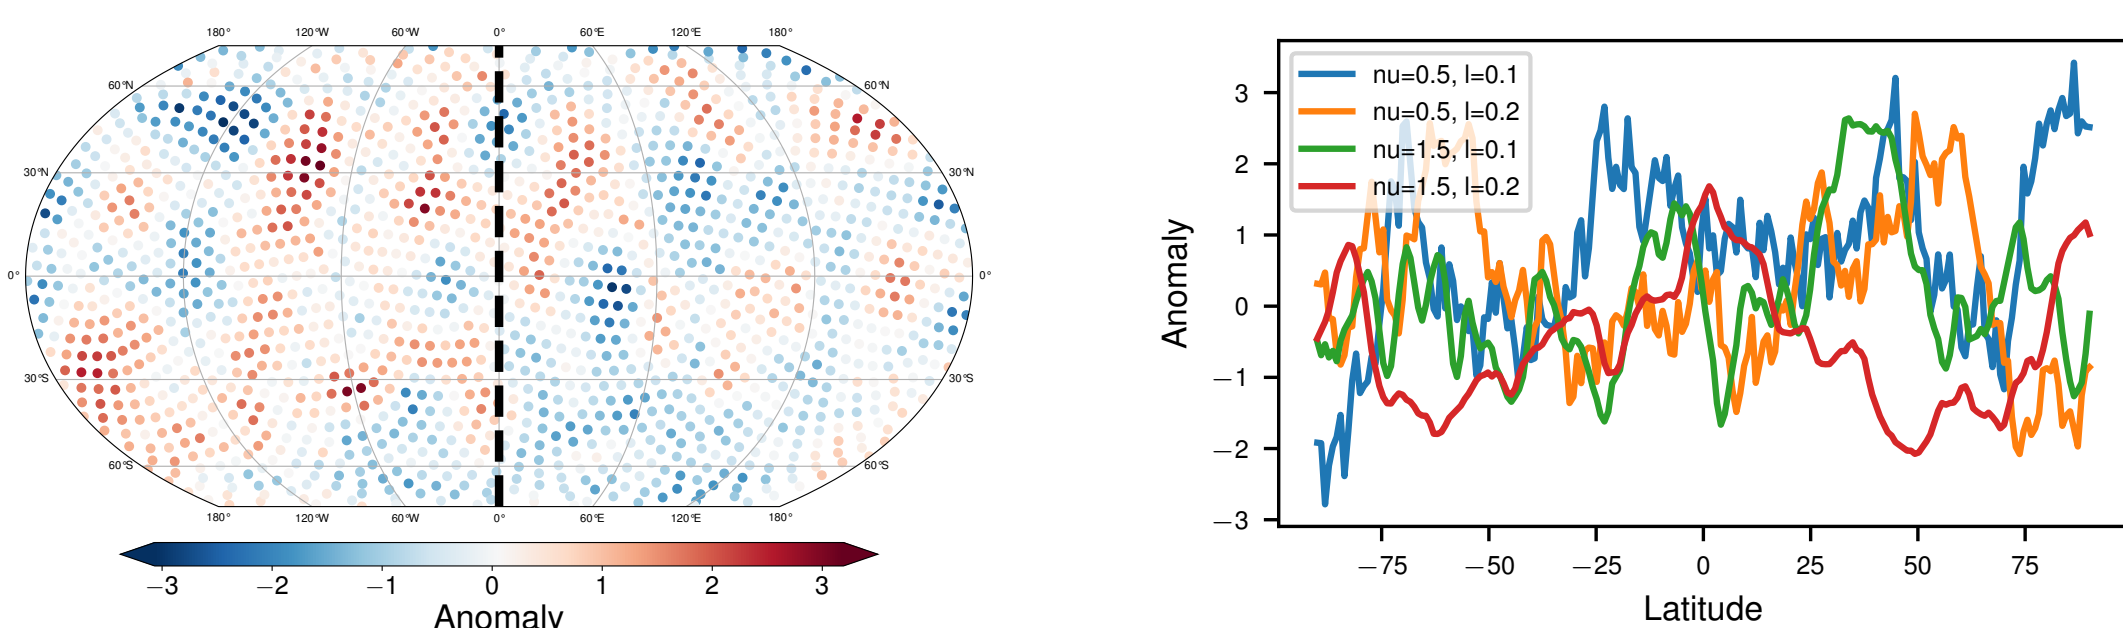 180° 120°W 60°W 0° 60°E 120°E 180°
60°N 60°N
30°N 30°N
0° 0°
30°S 30°S
60°S 60°S
180° 120°W 60°W 0° 60°E 120°E 180°
−3 −2 −1 0 1 2 3
Anomaly
nu=0.5, l=0.1
nu=0.5, l=0.2
nu=1.5, l=0.1
nu=1.5, l=0.2
3
2
1
0
−1
−2
−3
Anomaly
−75 −50 −25 0 25 50 75
Latitude